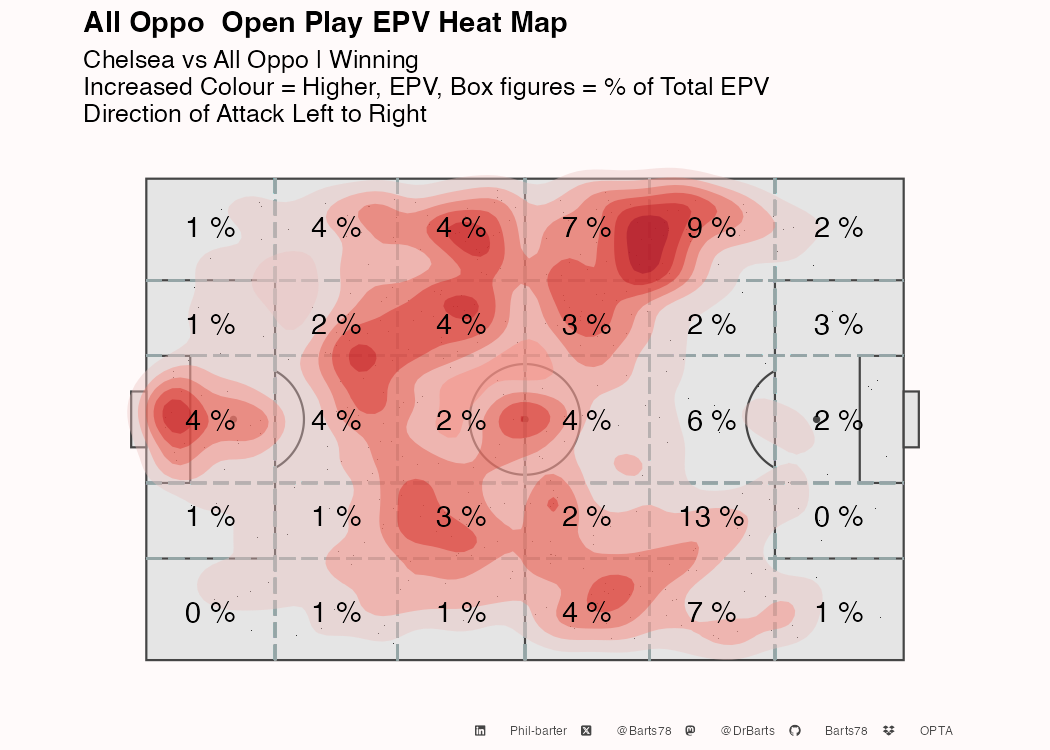 All Oppo  Open Play EPV Heat Map
Chelsea vs All Oppo | Winning
Increased Colour = Higher, EPV, Box figures = % of Total EPV
Direction of Attack Left to Right
1 % 4 % 4 % 7 % 9 % 2 %
1 % 2 % 4 % 3 % 2 % 3 %
4 % 4 % 2 % 4 % 6 % 2 %
1 % 1 % 3 % 2 % 13 % 0 %
0 % 1 % 1 % 4 % 7 % 1 %
Phil-barter @Barts78 @DrBarts Barts78 OPTA